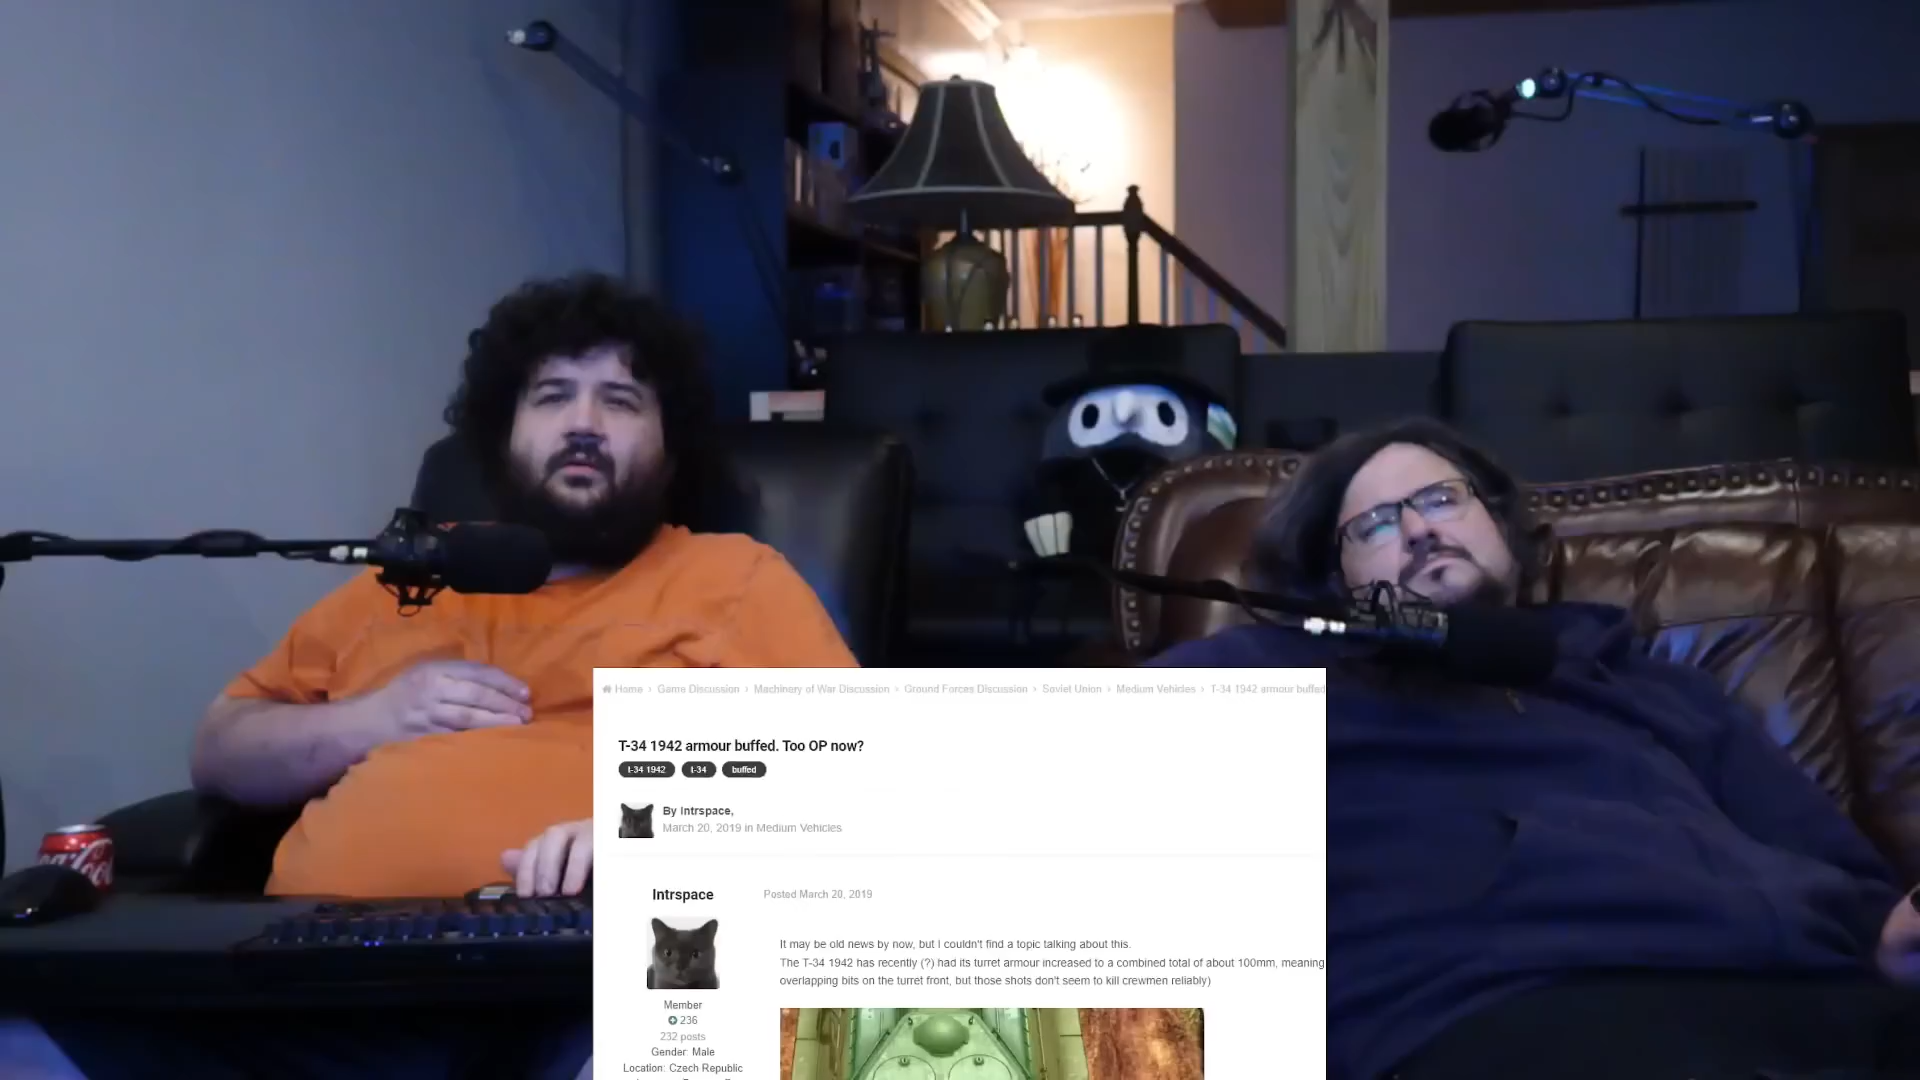 Home › Game Discussion › Machinery of War Discussion › Ground Forces Discussion › Soviet Union › Medium Vehicles › T-34 1942 armour buffed
T-34 1942 armour buffed. Too OP now?
t-34 1942 t-34 buffed
By Intrspace,
March 20, 2019 in Medium Vehicles
Intrspace
Posted March 20, 2019
It may be old news by now, but I couldn't find a topic talking about this.
The T-34 1942 has recently (?) had its turret armour increased to a combined total of about 100mm, meaning
overlapping bits on the turret front, but those shots don't seem to kill crewmen reliably)
Member
236
232 posts
Gender: Male
Location: Czech Republic